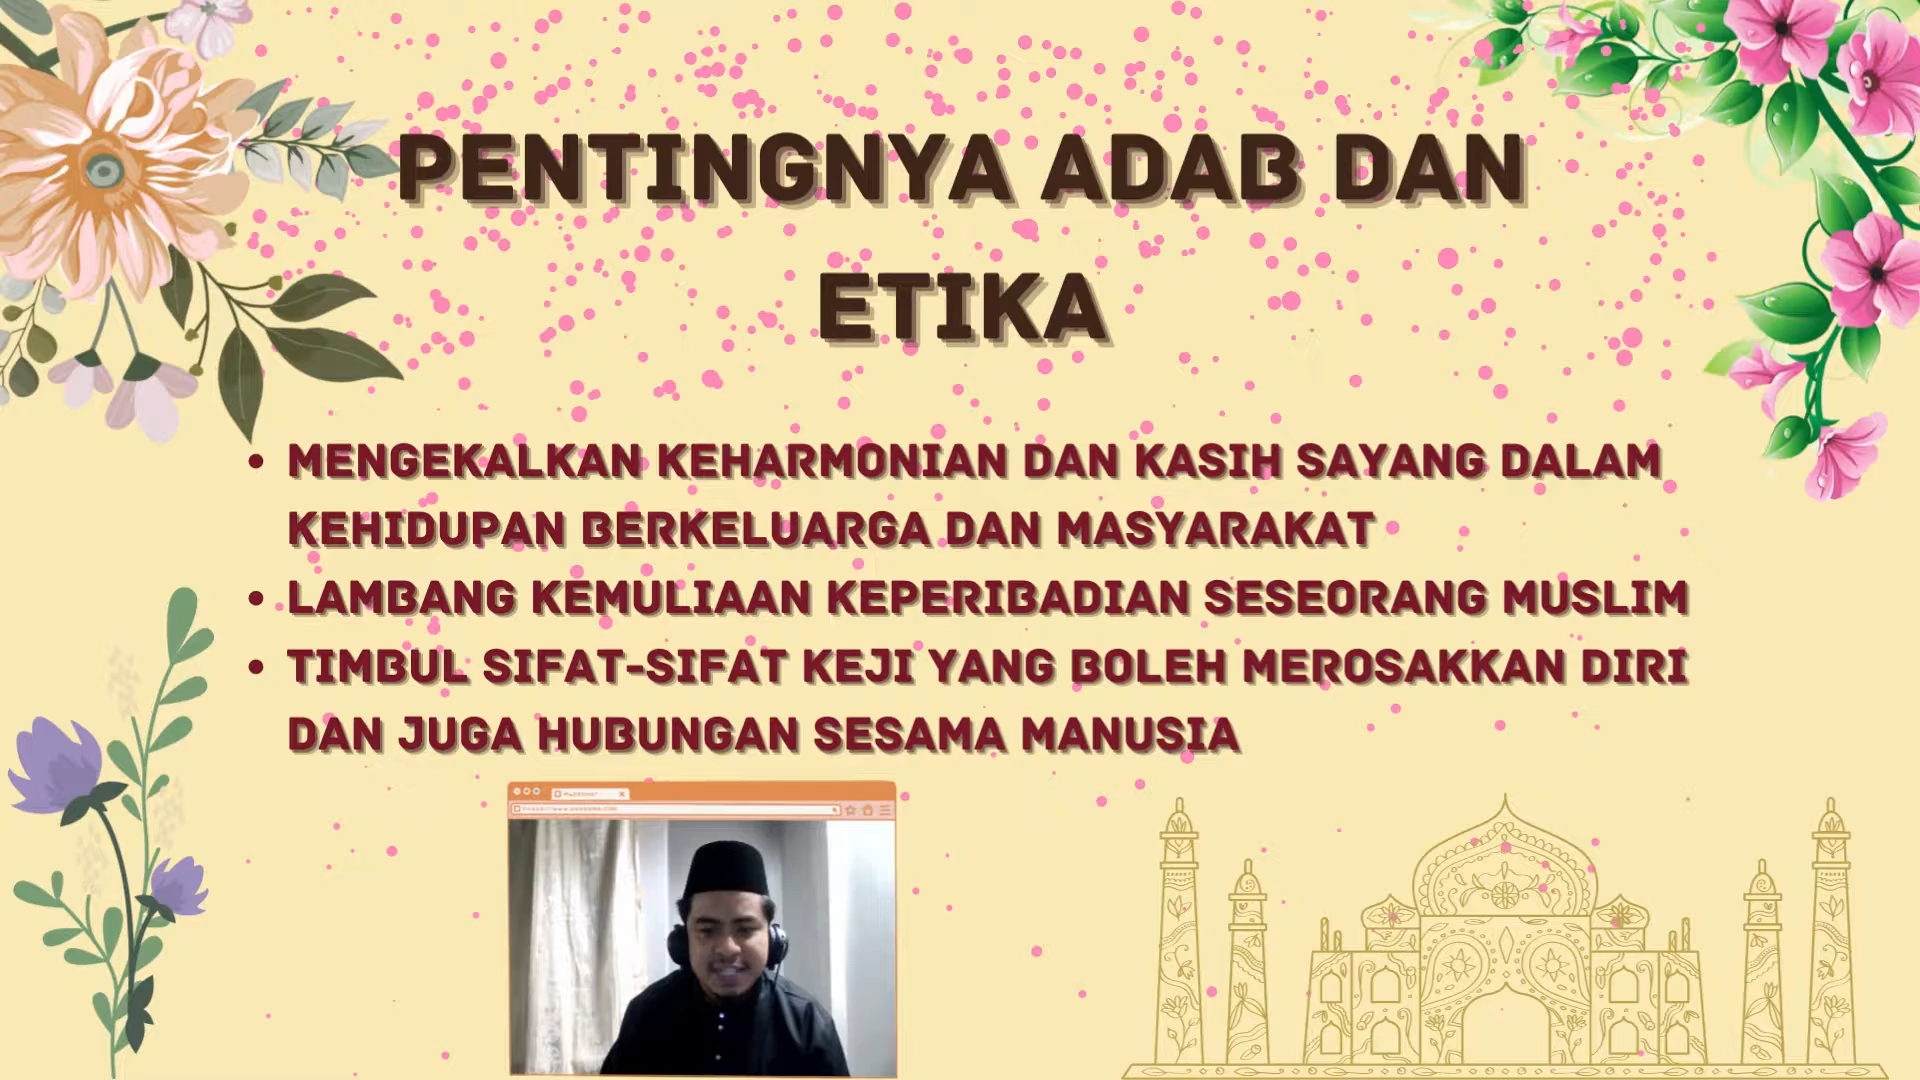 PENTINGNYA ADAB DAN
ETIKA
• MENGEKALKAN KEHARMONIAN DAN KASIH SAYANG DALAM
KEHIDUPAN BERKELUARGA DAN MASYARAKAT
• LAMBANG KEMULIAAN KEPERIBADIAN SESEORANG MUSLIM
• TIMBUL SIFAT-SIFAT KEJI YANG BOLEH MEROSAKKAN DIRI
DAN JUGA HUBUNGAN SESAMA MANUSIA